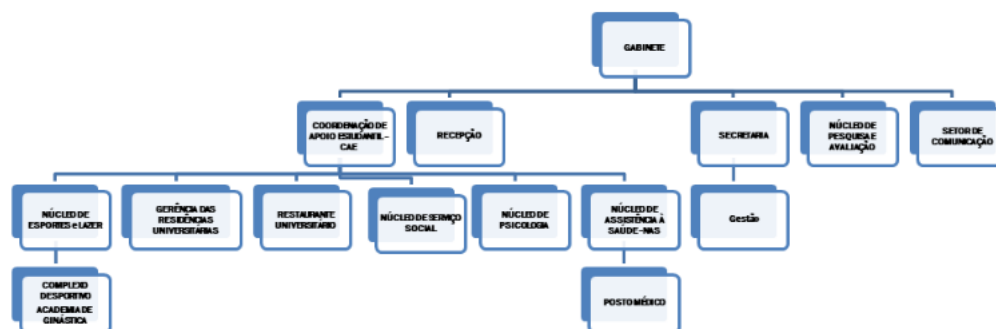 GABINETE
COORDENAÇÃO DE
APOIO ESTUDANTIL –
CAE
RECEPÇÃO
SECRETARIA
NÚCLEO DE
PESQUISA E
AVALIAÇÃO
SETOR DE
COMUNICAÇÃO
NÚCLEO DE
ESPORTES e LAZER
GERÊNCIA DAS
RESIDÊNCIAS
UNIVERSITÁRIAS
RESTAURANTE
UNIVERSITÁRIO
NÚCLEO DE SERVIÇO
SOCIAL
NÚCLEO DE
PSICOLOGIA
NÚCLEO DE
ASSISTÊNCIA À
SAÚDE – NAS
Gestão
COMPLEXO
DESPORTIVO
ACADEMIA DE
GINÁSTICA
POSTO MÉDICO